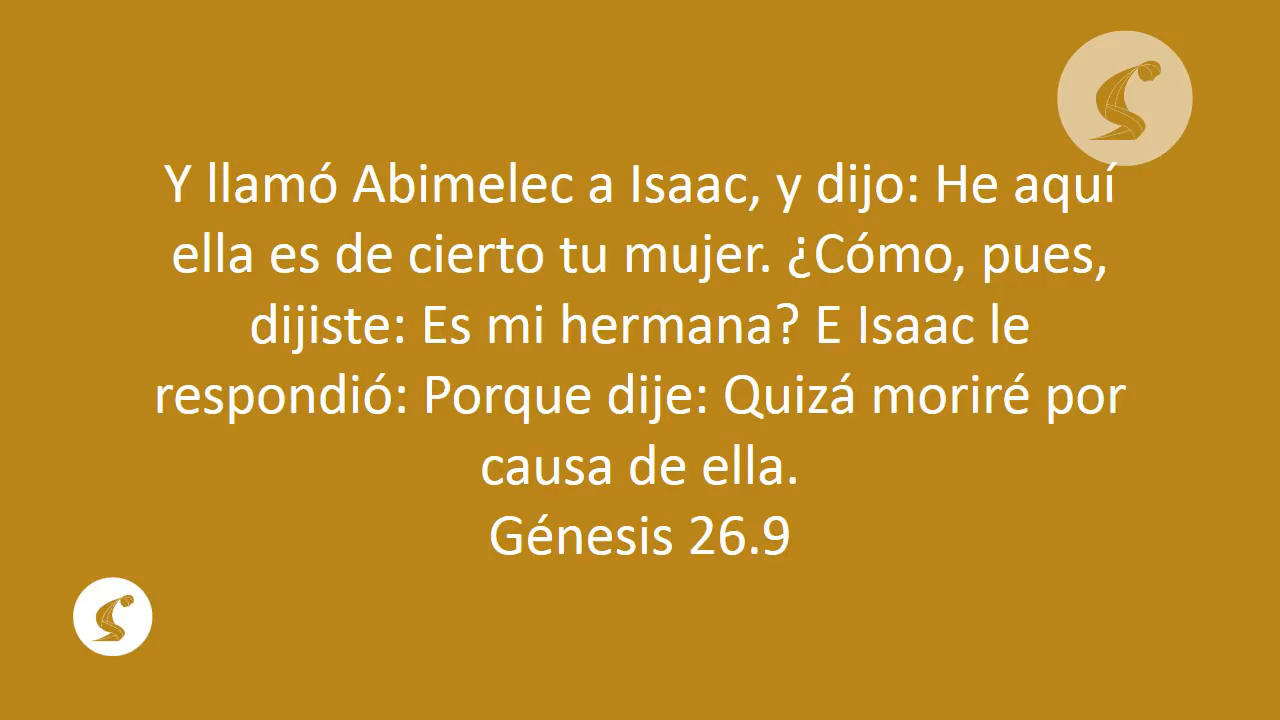 Y llamó Abimelec a Isaac, y dijo: He aquí
ella es de cierto tu mujer. ¿Cómo, pues,
dijiste: Es mi hermana? E Isaac le
respondió: Porque dije: Quizá moriré por
causa de ella.
Génesis 26.9